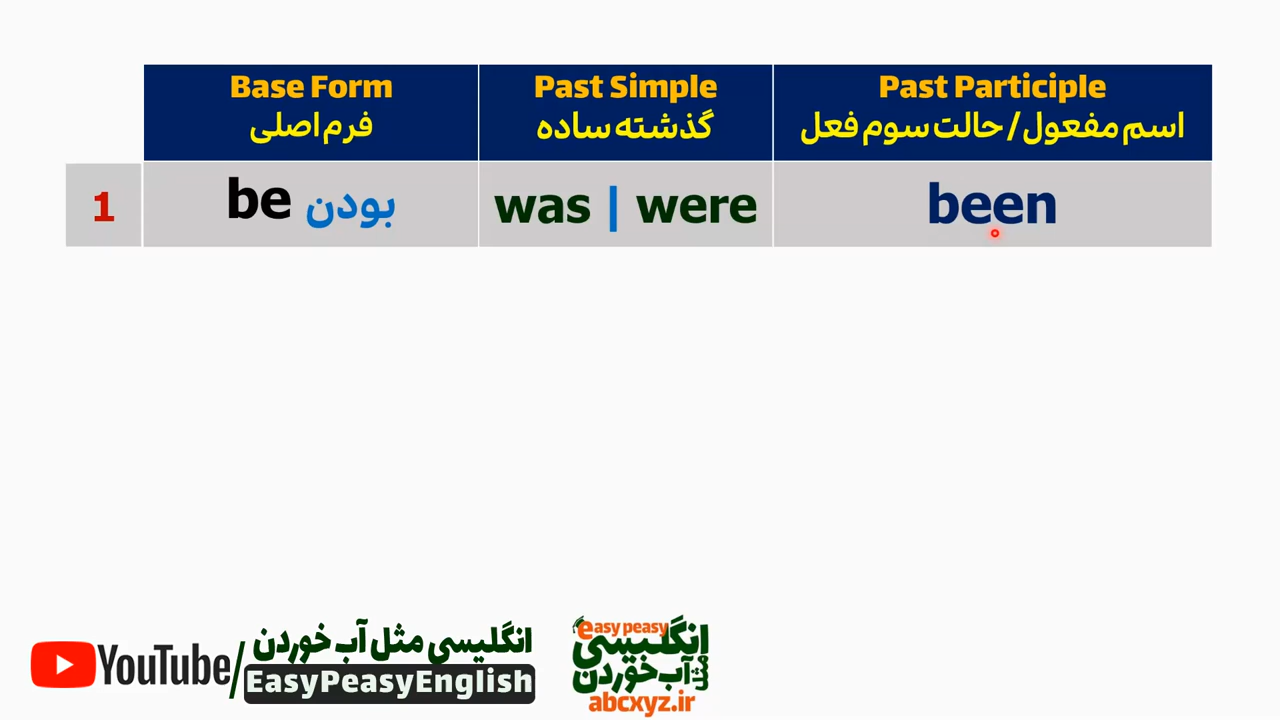 Base Form
فرم اصلی
Past Simple
گذشته ساده
Past Participle
اسم مفعول / حالت سوم فعل
1
be بودن
was | were
been
YouTube / انگلیسی مثل آب خوردن
EasyPeasyEnglish
easy peasy
انگلیسی
مثل
آب خوردن
abcxyz.ir